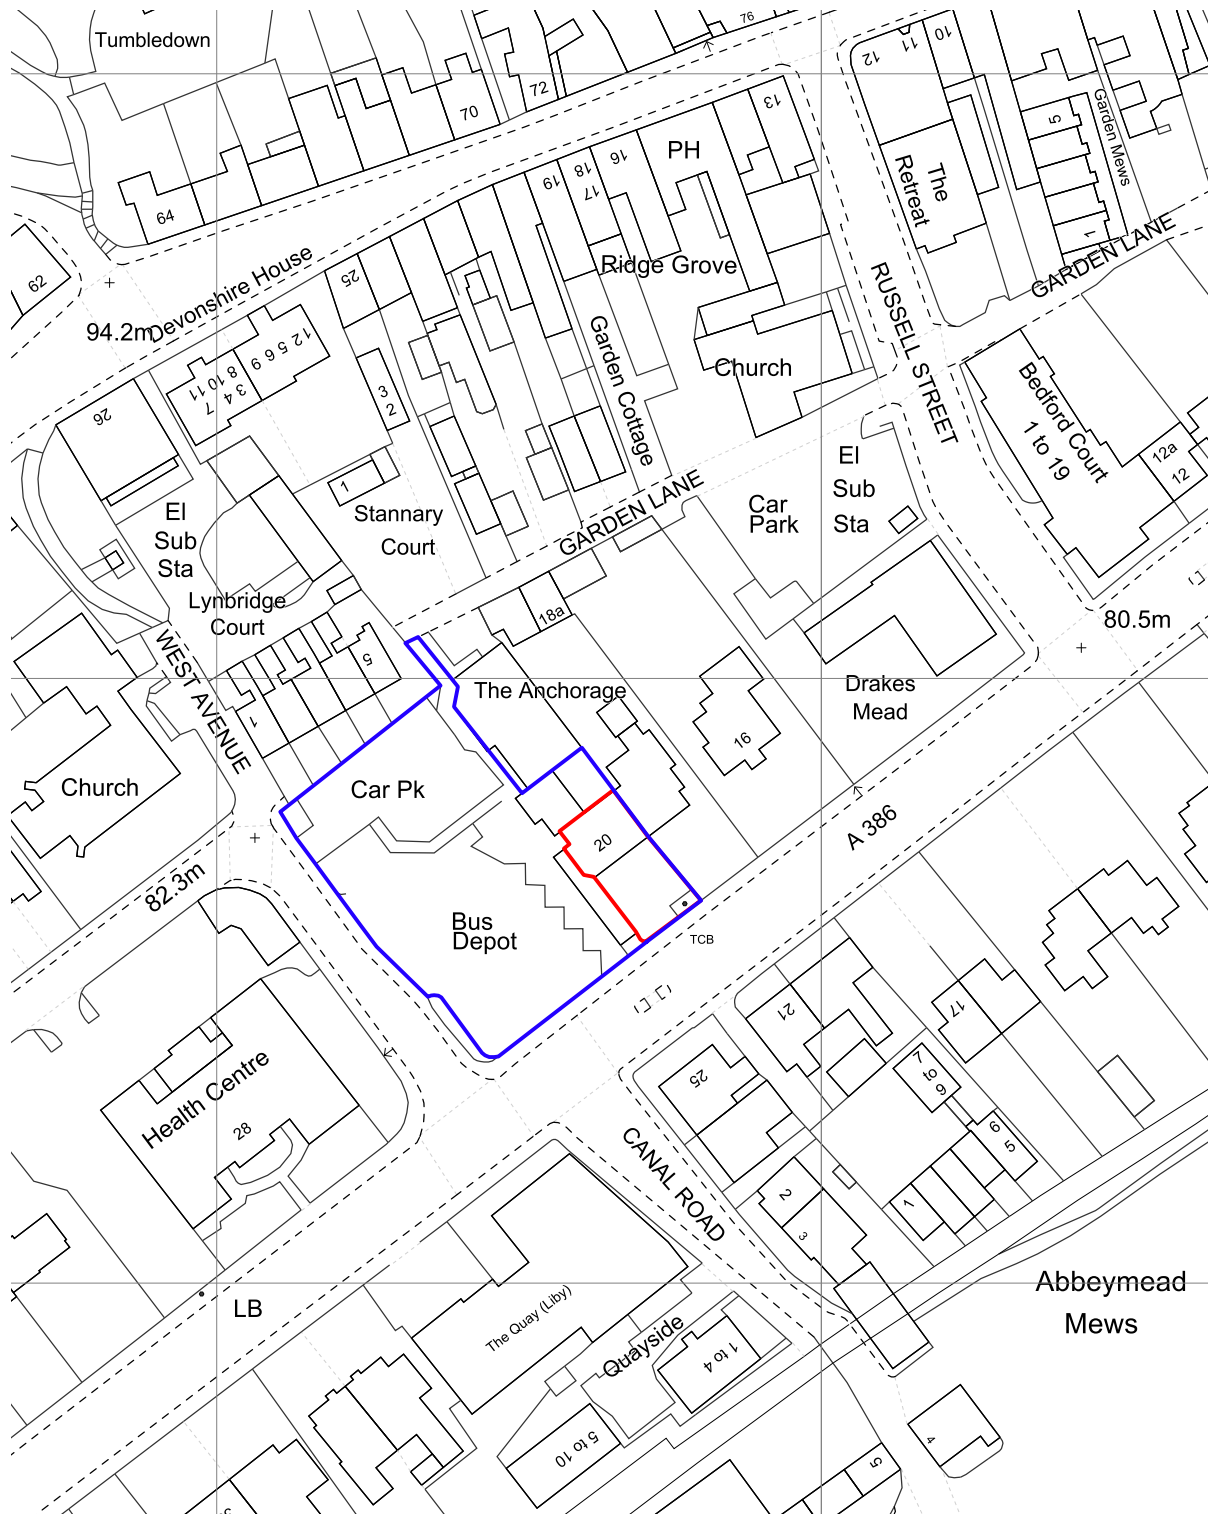 Tumbledown
76
12
11
10
72
70
13
5
Garden Mews
PH
16
18
17
19
The
Retreat
64
1
GARDEN LANE
Devonshire House
25
Ridge Grove
62
94.2m
RUSSELL STREET
Garden Cottage
12 5 6 9
8 10 11
3 4
7
Church
3
2
Bedford Court
1 to 19
26
El
Sub
Sta
12a
12
1
Stannary
Court
GARDEN LANE
Car
Park
El
Sub
Sta
Lynbridge
Court
18a
80.5m
WEST AVENUE
5
1
The Anchorage
Drakes
Mead
16
Church
Car Pk
A 386
20
82.3m
Bus
Depot
TCB
21
17
Health Centre
28
25
7
to
9
6
5
CANAL ROAD
2
3
1
LB
Abbeymead
Mews
The Quay (Liby)
Quayside
1 to 4
5 to 10
4
5